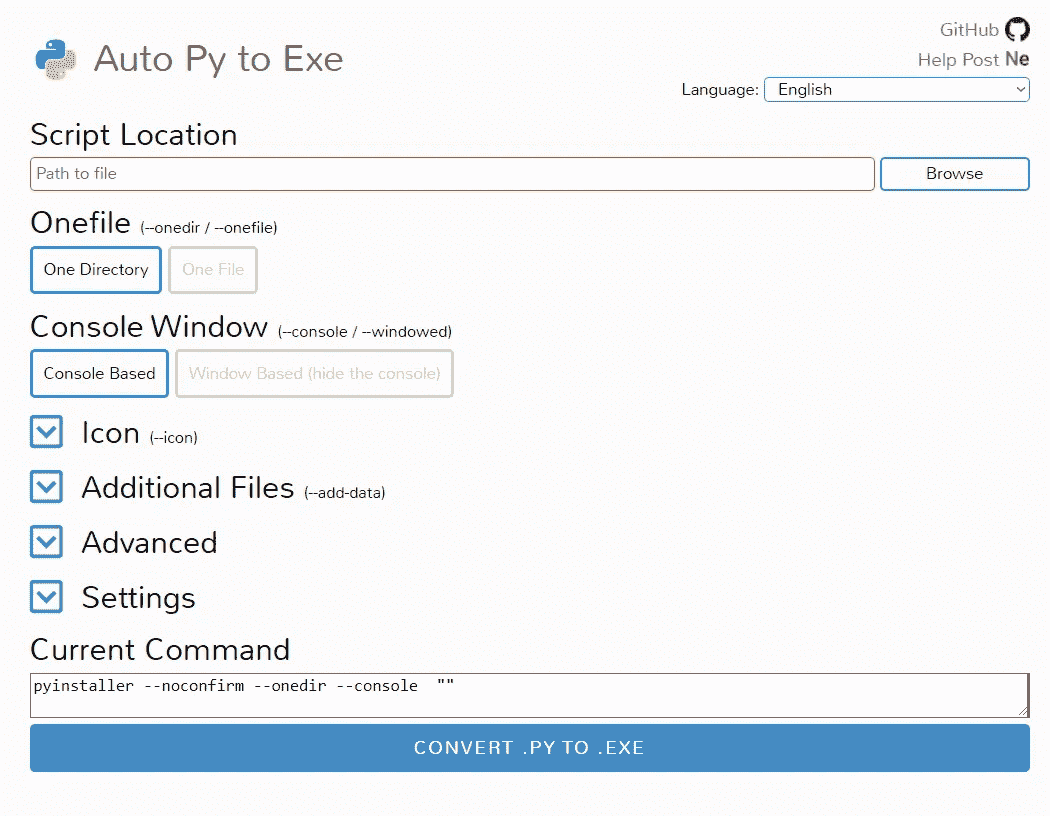 GitHub
Auto Py to Exe
Help Post Ne
Language: English
Script Location
Path to file Browse
Onefile (--onedir / --onefile)
One Directory One File
Console Window (--console / --windowed)
Console Based Window Based (hide the console)
Icon (--icon)
Additional Files (--add-data)
Advanced
Settings
Current Command
pyinstaller --noconfirm --onedir --console  ""
CONVERT .PY TO .EXE